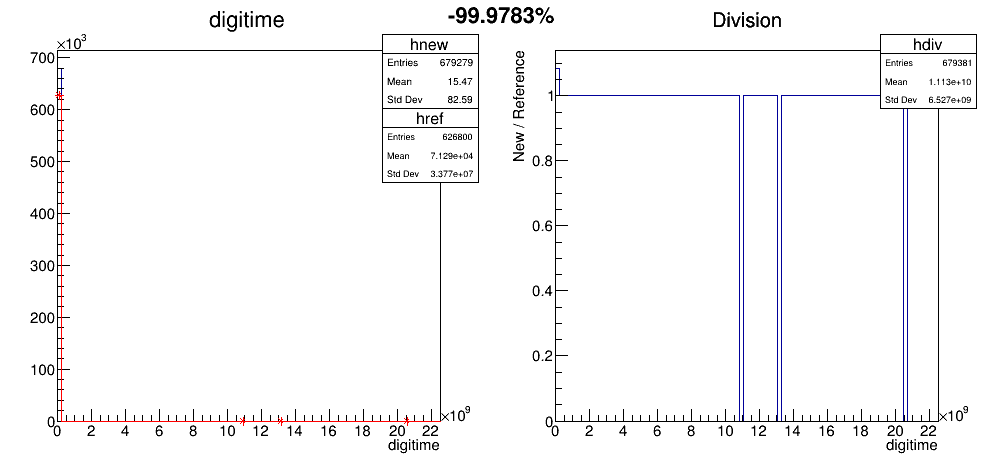 -99.9783%
digitime
×10³
700
600
500
400
300
200
100
0
0 2 4 6 8 10 12 14 16 18 20 22
×10⁹
digitime
hnew
Entries 679279
Mean 15.47
Std Dev 82.59
href
Entries 626800
Mean 7.129e+04
Std Dev 3.377e+07
Division
New / Reference
1
0.8
0.6
0.4
0.2
0
0 2 4 6 8 10 12 14 16 18 20 22
×10⁹
digitime
hdiv
Entries 679381
Mean 1.113e+10
Std Dev 6.527e+09